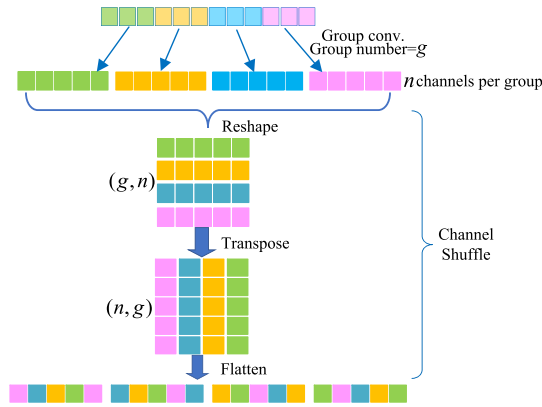 Group conv.
Group number=g
n channels per group
Reshape
(g,n)
Transpose
Channel
Shuffle
(n,g)
Flatten